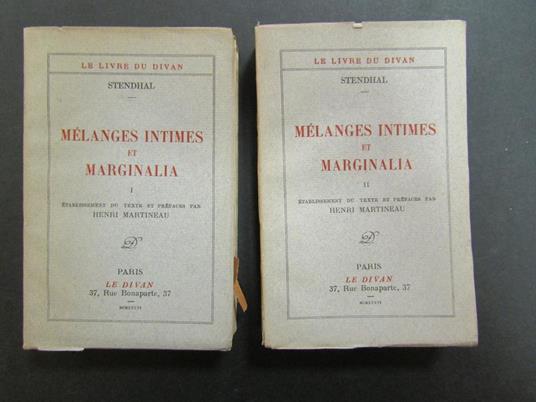 LE LIVRE DU DIVAN
STENDHAL
MÉLANGES INTIMES
ET
MARGINALIA
I
ÉTABLISSEMENT DU TEXTE ET PRÉFACES PAR
HENRI MARTINEAU
PARIS
LE DIVAN
37, Rue Bonaparte, 37
MCMXXXVI
LE LIVRE DU DIVAN
STENDHAL
MÉLANGES INTIMES
ET
MARGINALIA
II
ÉTABLISSEMENT DU TEXTE ET PRÉFACES PAR
HENRI MARTINEAU
PARIS
LE DIVAN
37, Rue Bonaparte, 37
MCMXXXVI